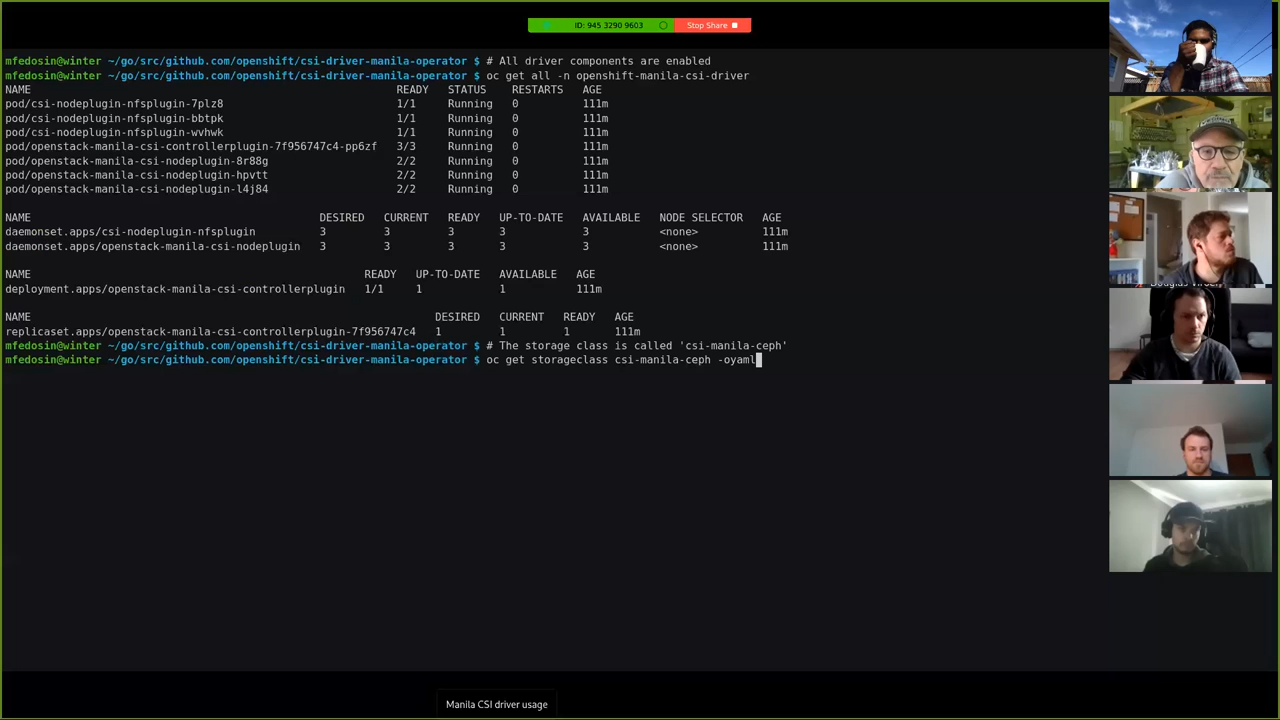 ID: 945 3290 9603 Stop Share
mfedosin@winter ~/go/src/github.com/openshift/csi-driver-manila-operator $ # All driver components are enabled
mfedosin@winter ~/go/src/github.com/openshift/csi-driver-manila-operator $ oc get all -n openshift-manila-csi-driver
NAME READY STATUS RESTARTS AGE
pod/csi-nodeplugin-nfsplugin-7plz8 1/1 Running 0 111m
pod/csi-nodeplugin-nfsplugin-bbtpk 1/1 Running 0 111m
pod/csi-nodeplugin-nfsplugin-wvhwk 1/1 Running 0 111m
pod/openstack-manila-csi-controllerplugin-7f956747c4-pp6zf 3/3 Running 0 111m
pod/openstack-manila-csi-nodeplugin-8r88g 2/2 Running 0 111m
pod/openstack-manila-csi-nodeplugin-hpvtt 2/2 Running 0 111m
pod/openstack-manila-csi-nodeplugin-l4j84 2/2 Running 0 111m
NAME DESIRED CURRENT READY UP-TO-DATE AVAILABLE NODE SELECTOR AGE
daemonset.apps/csi-nodeplugin-nfsplugin 3 3 3 3 3 <none> 111m
daemonset.apps/openstack-manila-csi-nodeplugin 3 3 3 3 3 <none> 111m
NAME READY UP-TO-DATE AVAILABLE AGE
deployment.apps/openstack-manila-csi-controllerplugin 1/1 1 1 111m
NAME DESIRED CURRENT READY AGE
replicaset.apps/openstack-manila-csi-controllerplugin-7f956747c4 1 1 1 111m
mfedosin@winter ~/go/src/github.com/openshift/csi-driver-manila-operator $ # The storage class is called 'csi-manila-ceph'
mfedosin@winter ~/go/src/github.com/openshift/csi-driver-manila-operator $ oc get storageclass csi-manila-ceph -oyaml
Manila CSI driver usage